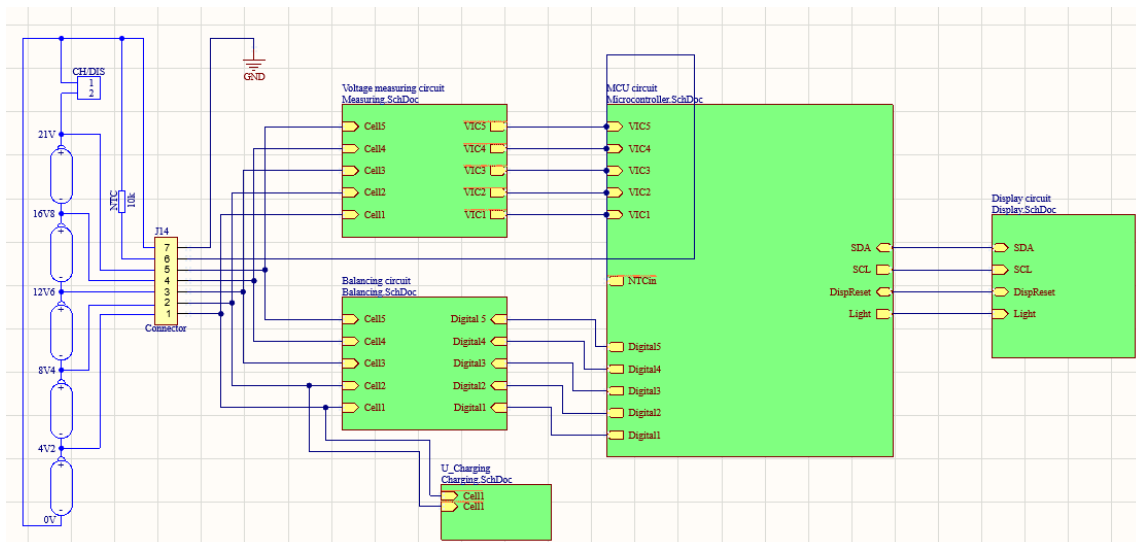 CH/DIS
1
2
GND
21V
16V8
12V6
8V4
4V2
0V
NTC
10k
J14
7
6
5
4
3
2
1
Connector
Voltage measuring circuit
Measuring.SchDoc
Cell5 VIC5
Cell4 VIC4
Cell3 VIC3
Cell2 VIC2
Cell1 VIC1
Balancing circuit
Balancing.SchDoc
Cell5 Digital 5
Cell4 Digital4
Cell3 Digital3
Cell2 Digital2
Cell1 Digital1
U_Charging
Charging.SchDoc
Cell1
Cell1
MCU circuit
Microcontroller.SchDoc
VIC5
VIC4
VIC3
VIC2
VIC1
NTCin
Digital5
Digital4
Digital3
Digital2
Digital1
SDA
SCL
DispReset
Light
Display circuit
Display.SchDoc
SDA
SCL
DispReset
Light